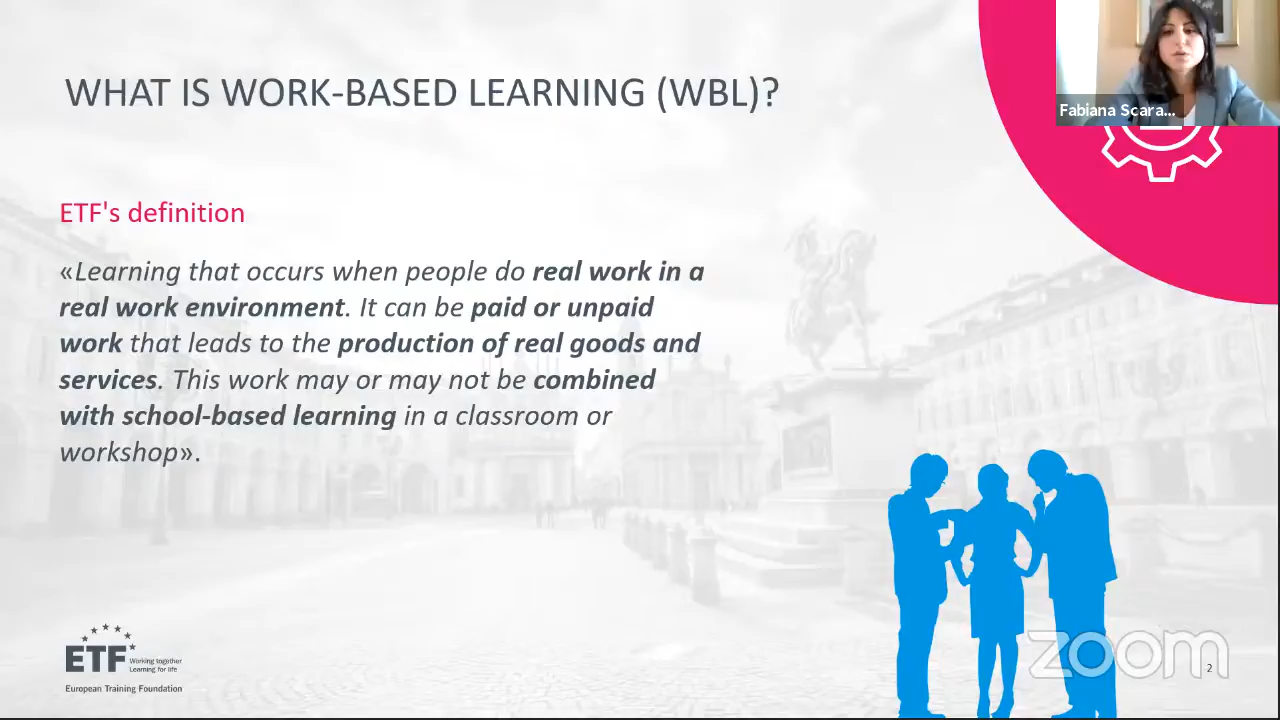 WHAT IS WORK-BASED LEARNING (WBL)?
Fabiana Scara...
ETF's definition
«Learning that occurs when people do real work in a
real work environment. It can be paid or unpaid
work that leads to the production of real goods and
services. This work may or may not be combined
with school-based learning in a classroom or
workshop».
ETF Working together
Learning for life
European Training Foundation
zoom
2